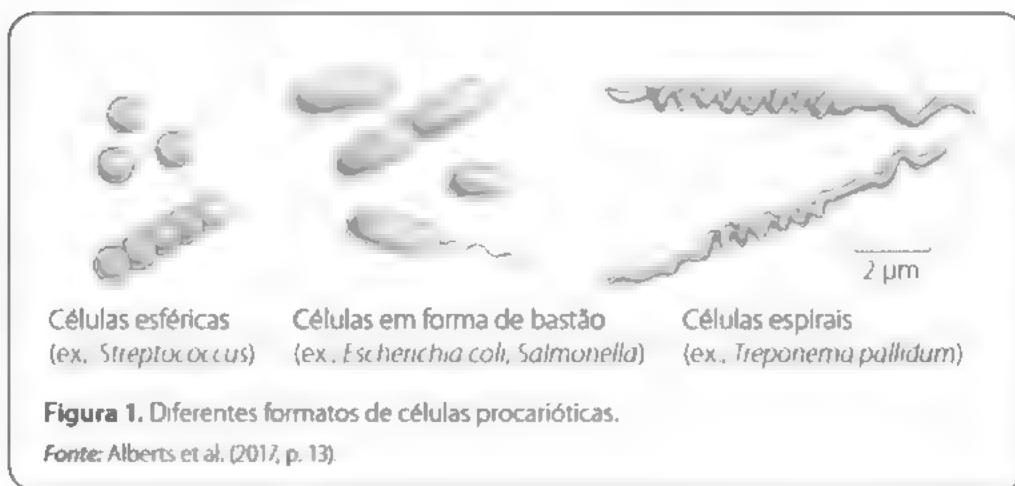 2 µm
Células esféricas
(ex. Streptococcus)
Células em forma de bastão
(ex. Escherichia coli, Salmonella)
Células espirais
(ex., Treponema pallidum)
Figura 1. Diferentes formatos de células procarióticas.
Fonte: Alberts et al. (2017, p. 13)